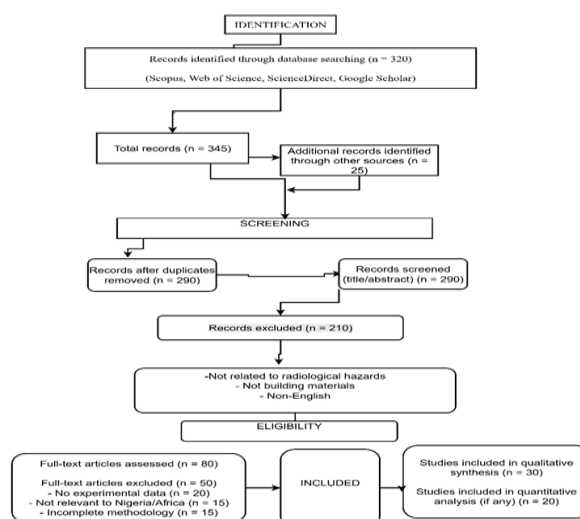 IDENTIFICATION
Records identified through database searching (n = 320)
(Scopus, Web of Science, ScienceDirect, Google Scholar)
Total records (n = 345)
Additional records identified
through other sources (n =
25)
SCREENING
Records after duplicates
removed (n = 290)
Records screened
(title/abstract) (n = 290)
Records excluded (n = 210)
-Not related to radiological hazards
- Not building materials
- Non-English
ELIGIBILITY
Full-text articles assessed (n = 80)
Full-text articles excluded (n = 50)
- No experimental data (n = 20)
- Not relevant to Nigeria/Africa (n = 15)
- Incomplete methodology (n = 15)
INCLUDED
Studies included in qualitative
synthesis (n = 30)
Studies included in quantitative
analysis (if any) (n = 20)